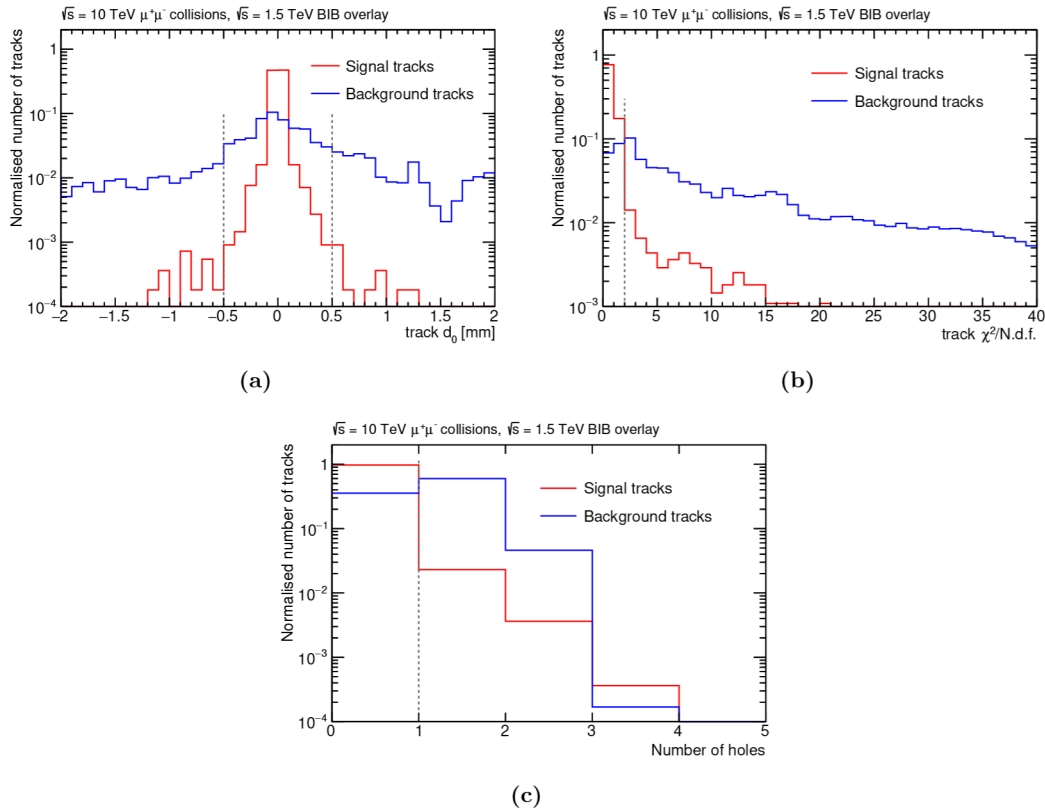 √s = 10 TeV μ⁺μ⁻ collisions, √s = 1.5 TeV BIB overlay
Normalised number of tracks
1
10⁻¹
10⁻²
10⁻³
10⁻⁴
Signal tracks
Background tracks
−2 −1.5 −1 −0.5 0 0.5 1 1.5 2
track d₀ [mm]
(a)
√s = 10 TeV μ⁺μ⁻ collisions, √s = 1.5 TeV BIB overlay
Normalised number of tracks
1
10⁻¹
10⁻²
10⁻³
Signal tracks
Background tracks
0 5 10 15 20 25 30 35 40
track χ²/N.d.f.
(b)
√s = 10 TeV μ⁺μ⁻ collisions, √s = 1.5 TeV BIB overlay
Normalised number of tracks
1
10⁻¹
10⁻²
10⁻³
10⁻⁴
Signal tracks
Background tracks
0 1 2 3 4 5
Number of holes
(c)